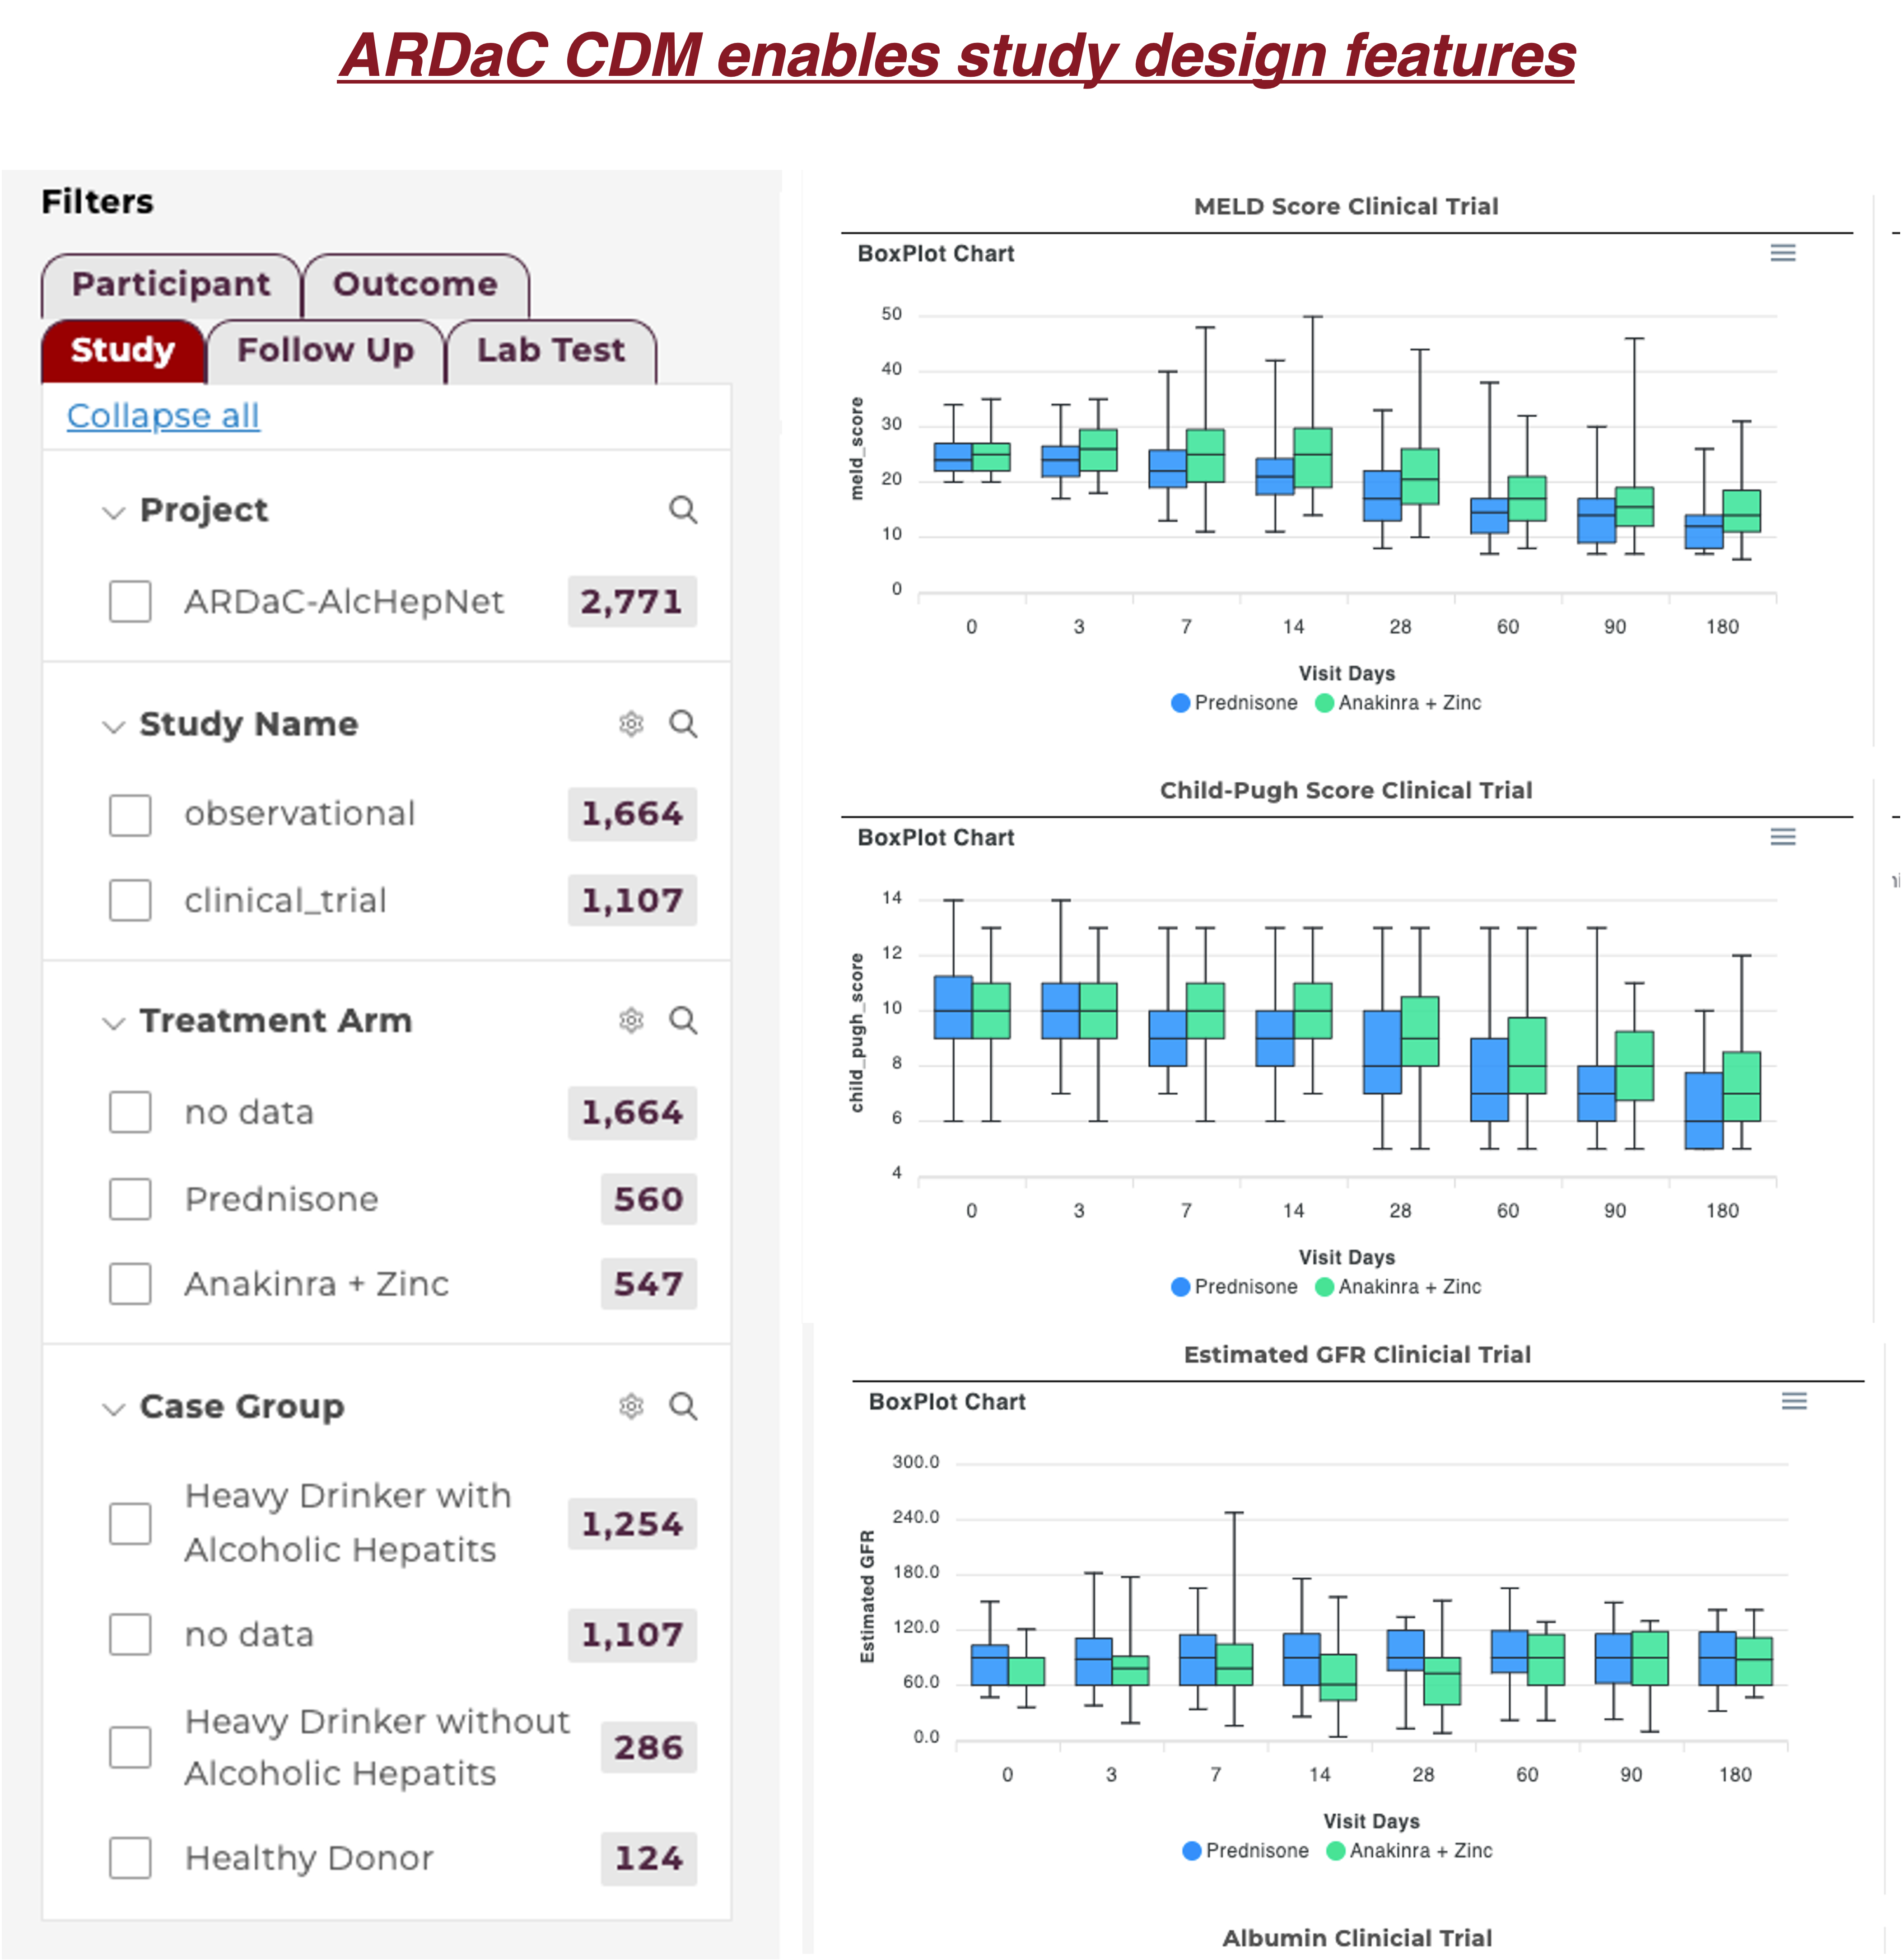 ARDaC CDM enables study design features
Filters
Participant
Outcome
Study
Follow Up
Lab Test
Collapse all
Project
ARDaC-AlcHepNet
2,771
Study Name
observational
1,664
clinical_trial
1,107
Treatment Arm
no data
1,664
Prednisone
560
Anakinra + Zinc
547
Case Group
Heavy Drinker with
Alcoholic Hepatits
1,254
no data
1,107
Heavy Drinker without
Alcoholic Hepatits
286
Healthy Donor
124
MELD Score Clinical Trial
BoxPlot Chart
meld_score
50
40
30
20
10
0
0 3 7 14 28 60 90 180
Visit Days
Prednisone Anakinra + Zinc
Child-Pugh Score Clinical Trial
BoxPlot Chart
child_pugh_score
14
12
10
8
6
4
0 3 7 14 28 60 90 180
Visit Days
Prednisone Anakinra + Zinc
Estimated GFR Clinicial Trial
BoxPlot Chart
Estimated GFR
300.0
240.0
180.0
120.0
60.0
0.0
0 3 7 14 28 60 90 180
Visit Days
Prednisone Anakinra + Zinc
Albumin Clinicial Trial